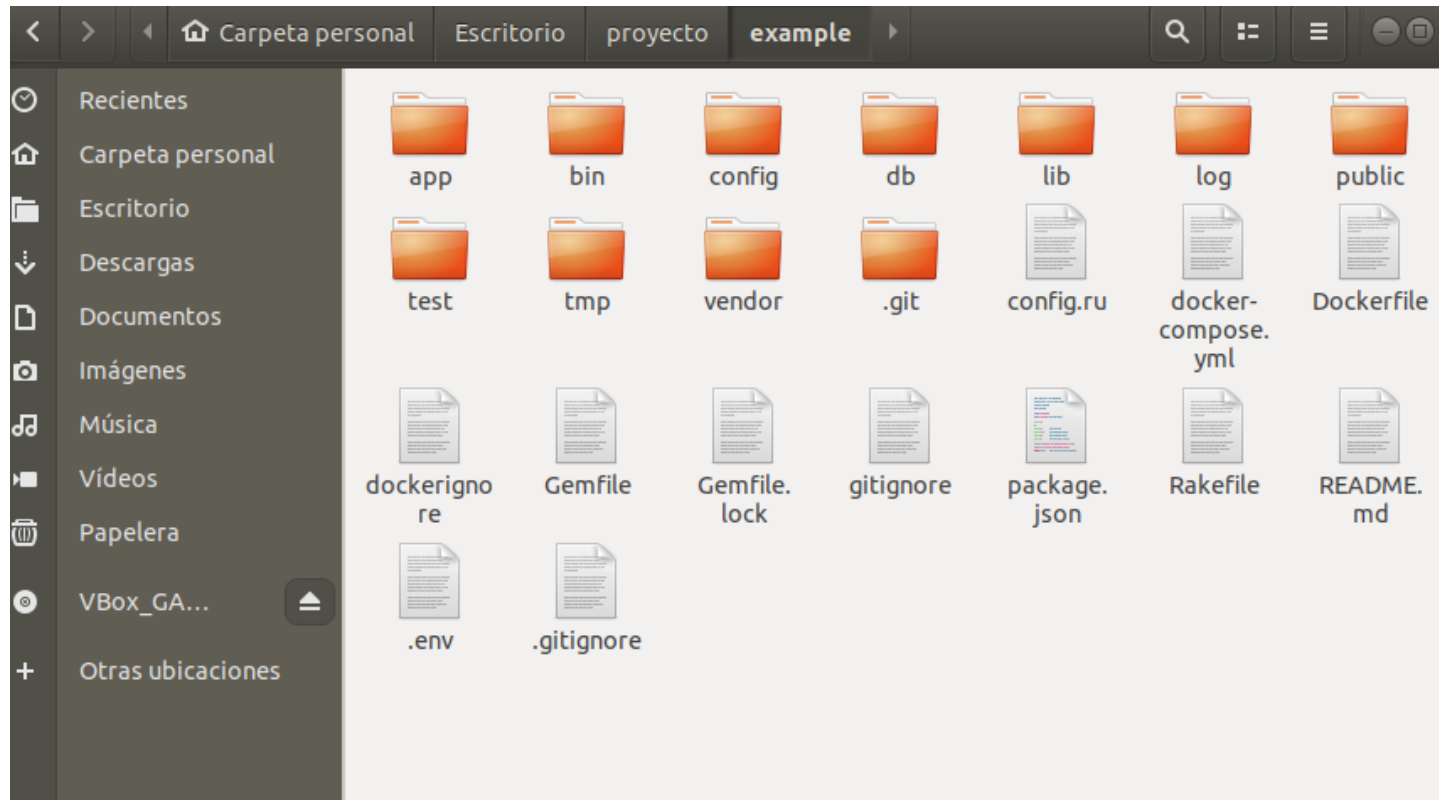 Carpeta personal Escritorio proyecto example
Recientes
Carpeta personal
Escritorio
Descargas
Documentos
Imágenes
Música
Vídeos
Papelera
VBox_GA...
Otras ubicaciones
app bin config db lib log public
test tmp vendor .git config.ru docker-
compose.
yml Dockerfile
dockerigno
re Gemfile Gemfile.
lock gitignore package.
json Rakefile README.
md
.env .gitignore